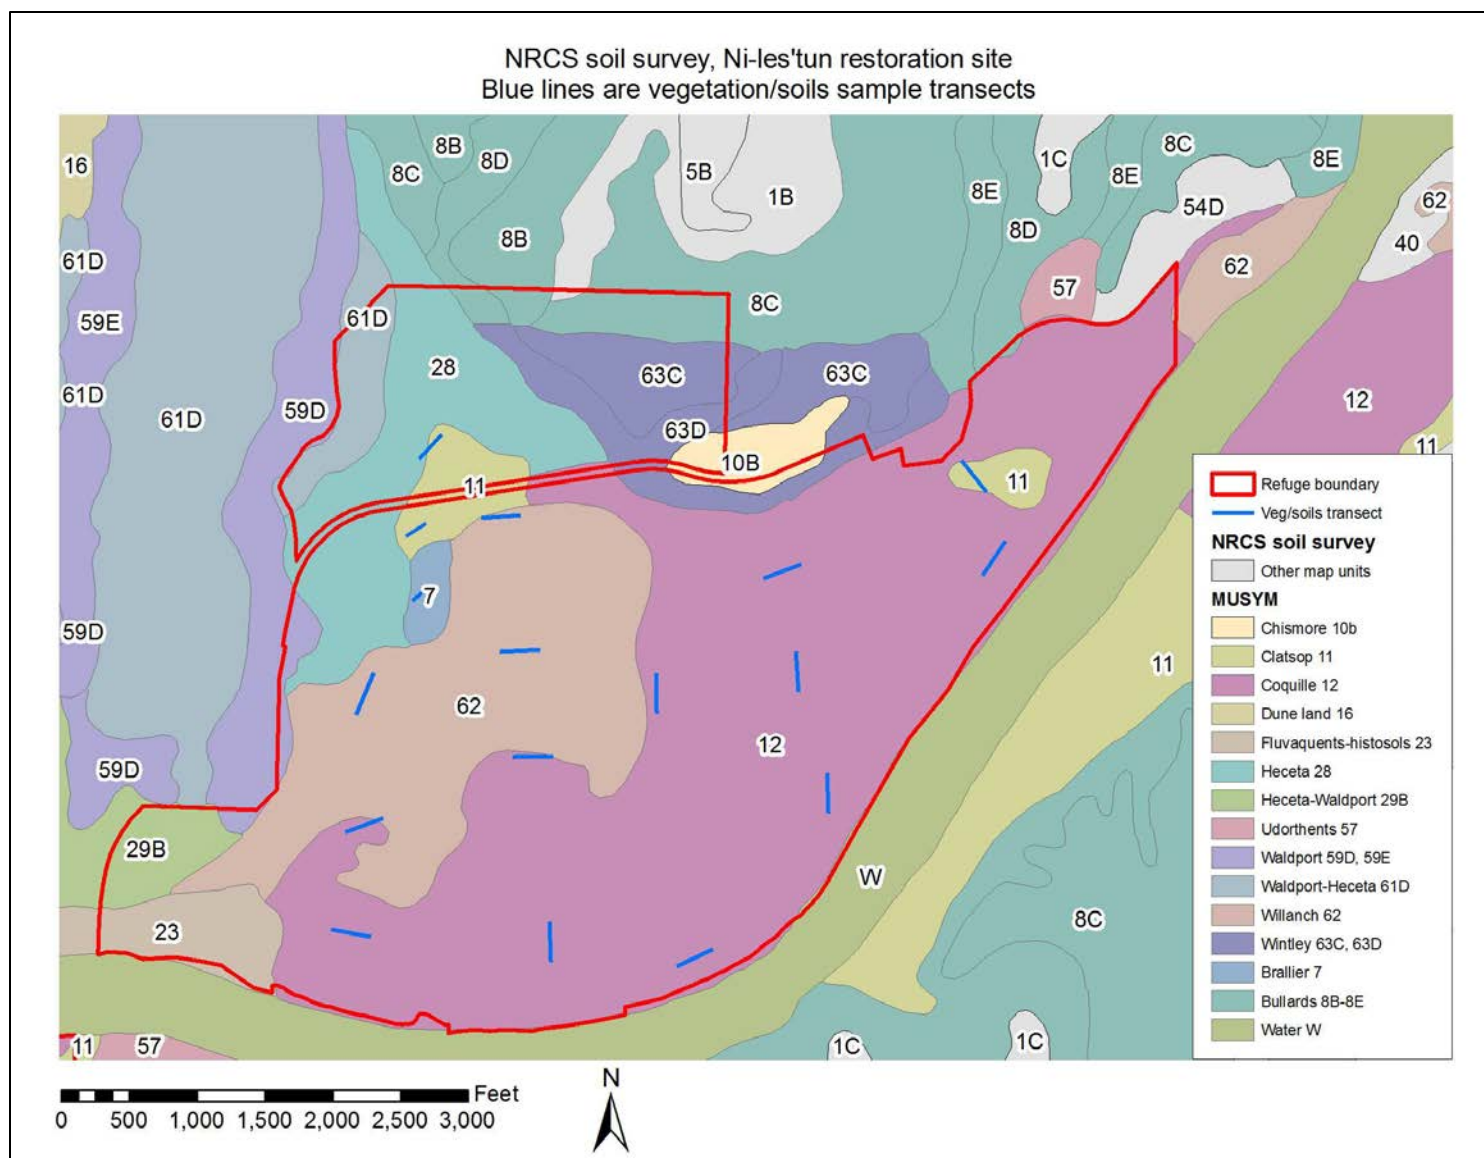 NRCS soil survey, Ni-les'tun restoration site
Blue lines are vegetation/soils sample transects
16
8B
8D
8C
5B
1B
1C
8C
8E
8E
8E
54D
62
8B
8D
40
61D
62
57
8C
59E
61D
28
63C
63C
61D
12
59D
61D
63D
11
10B
11
11
7
59D
11
62
12
59D
29B
W
8C
23
11
57
1C
1C
Refuge boundary
Veg/soils transect
NRCS soil survey
Other map units
MUSYM
Chismore 10b
Clatsop 11
Coquille 12
Dune land 16
Fluvaquents-histosols 23
Heceta 28
Heceta-Waldport 29B
Udorthents 57
Waldport 59D, 59E
Waldport-Heceta 61D
Willanch 62
Wintley 63C, 63D
Brallier 7
Bullards 8B-8E
Water W
Feet
0 500 1,000 1,500 2,000 2,500 3,000
N